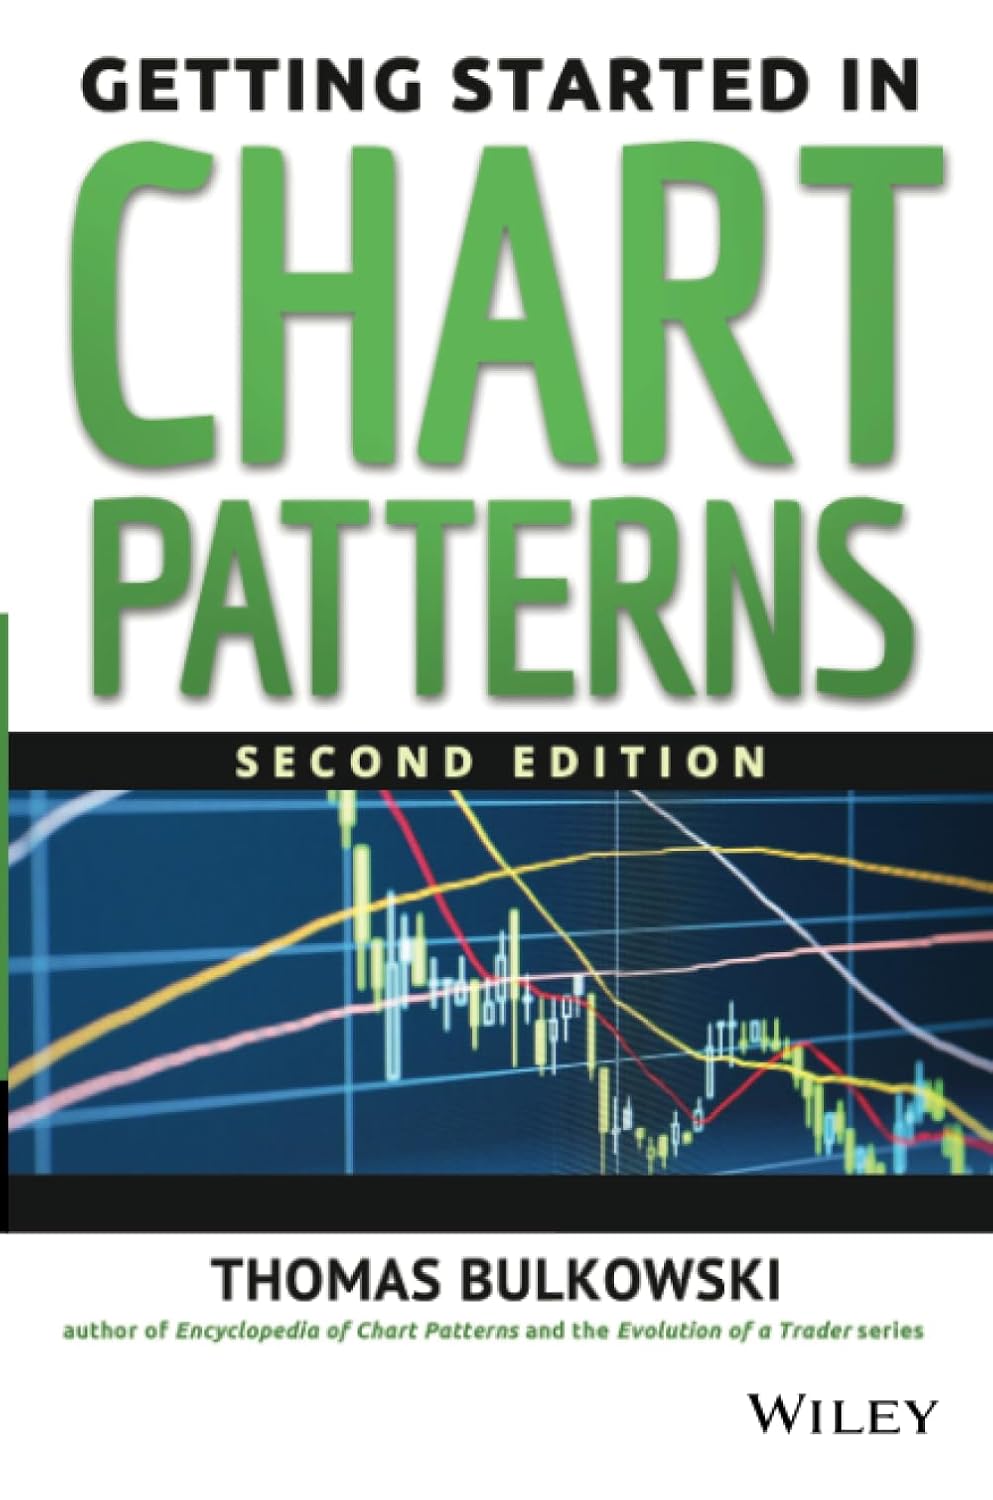 GETTING STARTED IN
CHART
PATTERNS
SECOND EDITION
THOMAS BULKOWSKI
author of Encyclopedia of Chart Patterns and the Evolution of a Trader series
WILEY